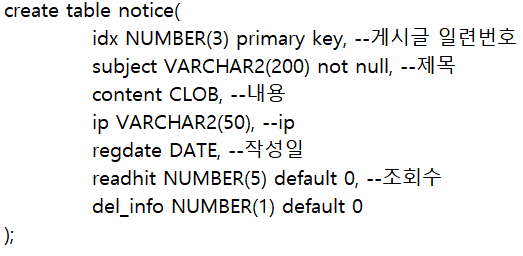 create table notice(
idx NUMBER(3) primary key, --게시글 일련번호
subject VARCHAR2(200) not null, --제목
content CLOB, --내용
ip VARCHAR2(50), --ip
regdate DATE, --작성일
readhit NUMBER(5) default 0, --조회수
del_info NUMBER(1) default 0
);